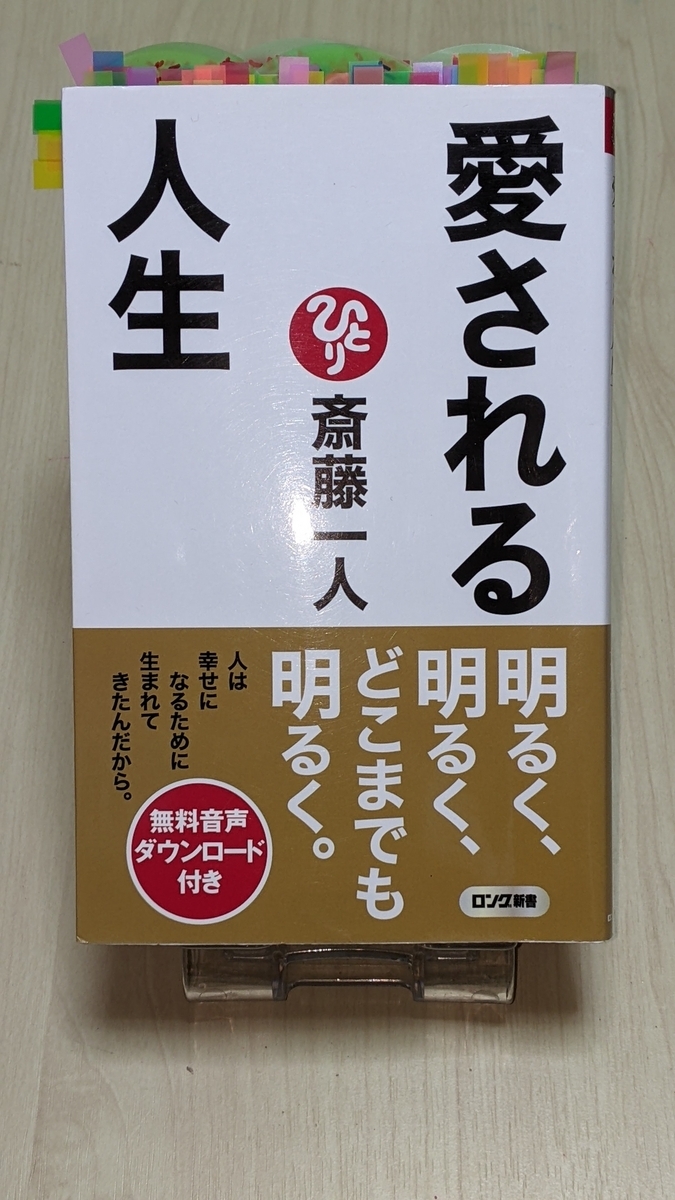 愛される
人生
ひとり
斎藤一人
明るく、
明るく、
どこまでも
明るく。
人は
幸せに
なるために
生まれて
きたんだから。
無料音声
ダウンロード
付き
ロング新書